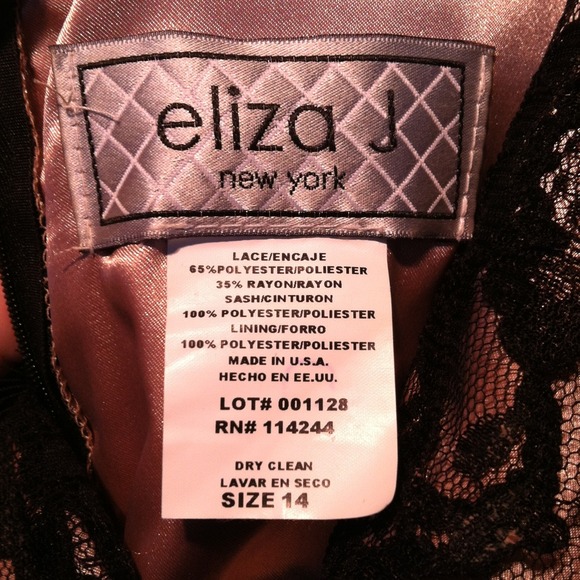 eliza J
new york
LACE/ENCAJE
65%POLYESTER/POLIESTER
35% RAYON/RAYON
SASH/CINTURON
100% POLYESTER/POLIESTER
LINING/FORRO
100% POLYESTER/POLIESTER
MADE IN U.S.A.
HECHO EN EE.UU.
LOT# 001128
RN# 114244
DRY CLEAN
LAVAR EN SECO
SIZE 14